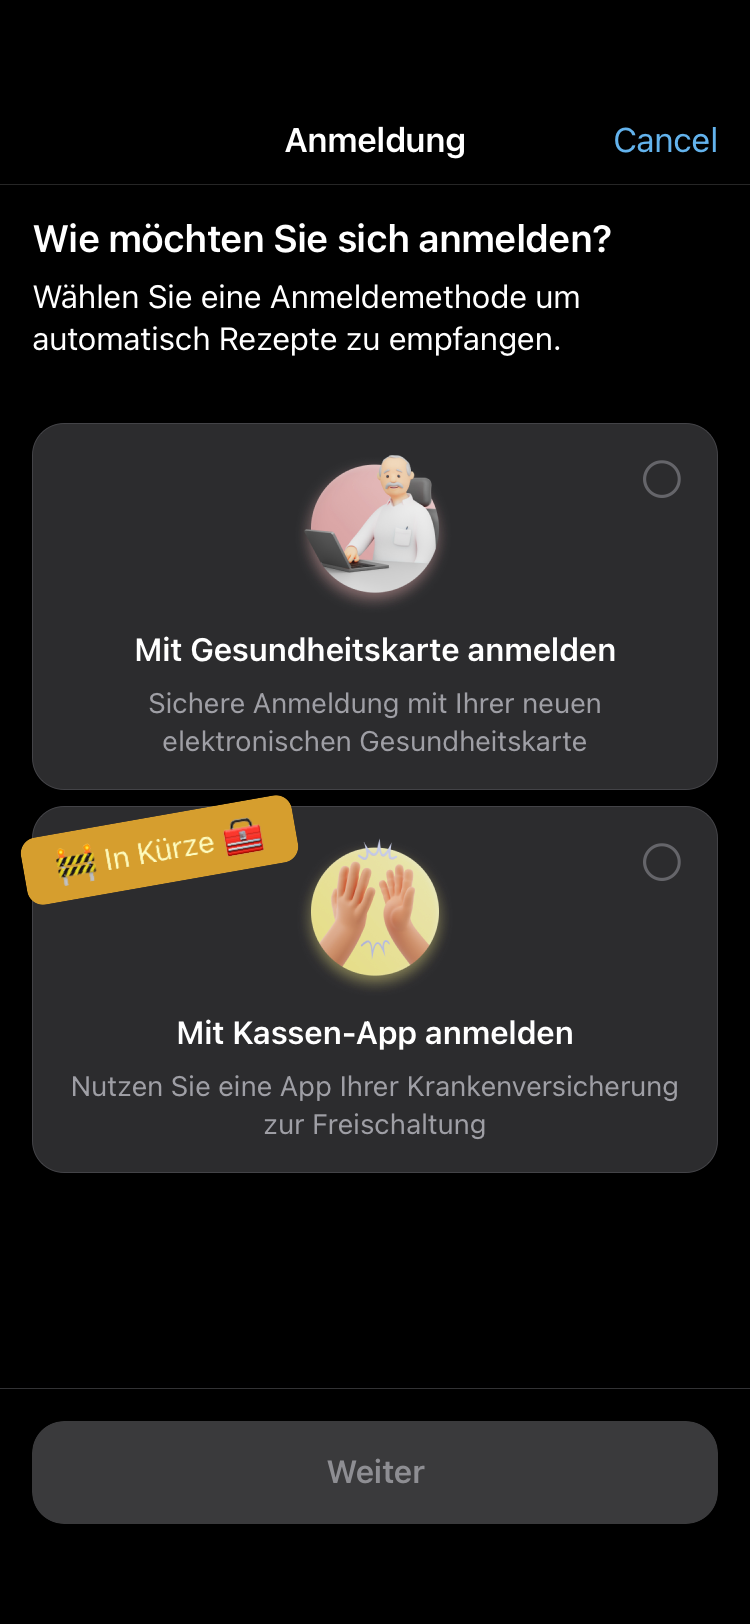 Anmeldung
Cancel
Wie möchten Sie sich anmelden?
Wählen Sie eine Anmeldemethode um
automatisch Rezepte zu empfangen.
Mit Gesundheitskarte anmelden
Sichere Anmeldung mit Ihrer neuen
elektronischen Gesundheitskarte
🚧 In Kürze 🧰
Mit Kassen-App anmelden
Nutzen Sie eine App Ihrer Krankenversicherung
zur Freischaltung
Weiter